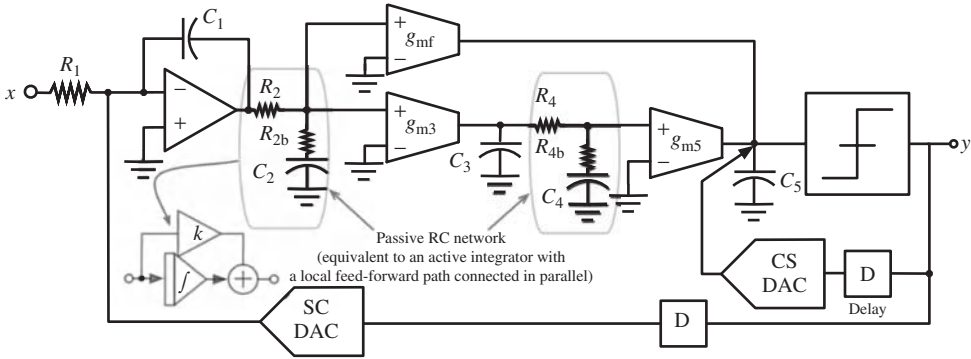 C1
gmf
R1
x
−
+
R2
R2b
C2
+
−
+
−
gm3
C3
R4
R4b
C4
+
−
gm5
C5
y
k
∫
+
Passive RC network
(equivalent to an active integrator with
a local feed-forward path connected in parallel)
CS
DAC
D
Delay
SC
DAC
D